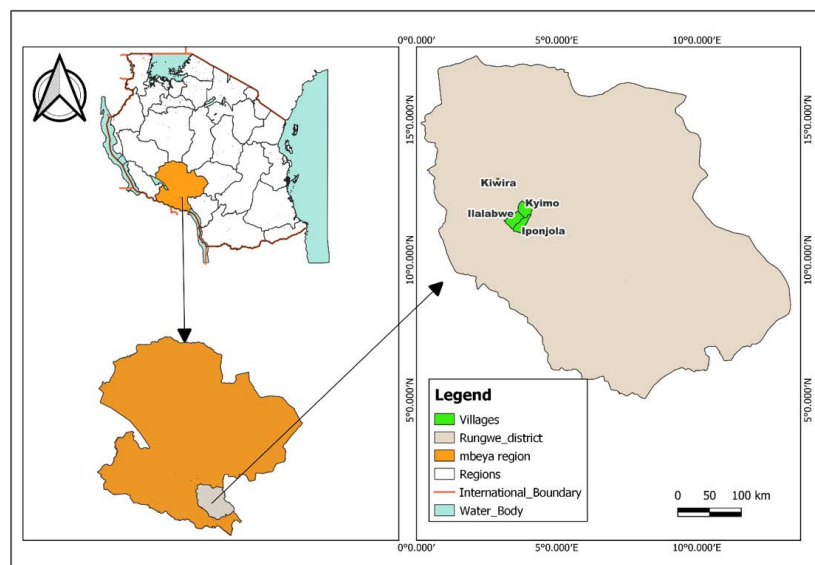 0°0.000′ 5°0.000′E 10°0.000′E
15°0.000′N 15°0.000′N
Kiwira
Kyimo
Ilalabwe
Iponjola
10°0.000′N 10°0.000′N
5°0.000′N 5°0.000′N
Legend
Villages
Rungwe_district
mbeya region
Regions
International_Boundary
Water_Body
0 50 100 km
0°0.000′ 5°0.000′E 10°0.000′E